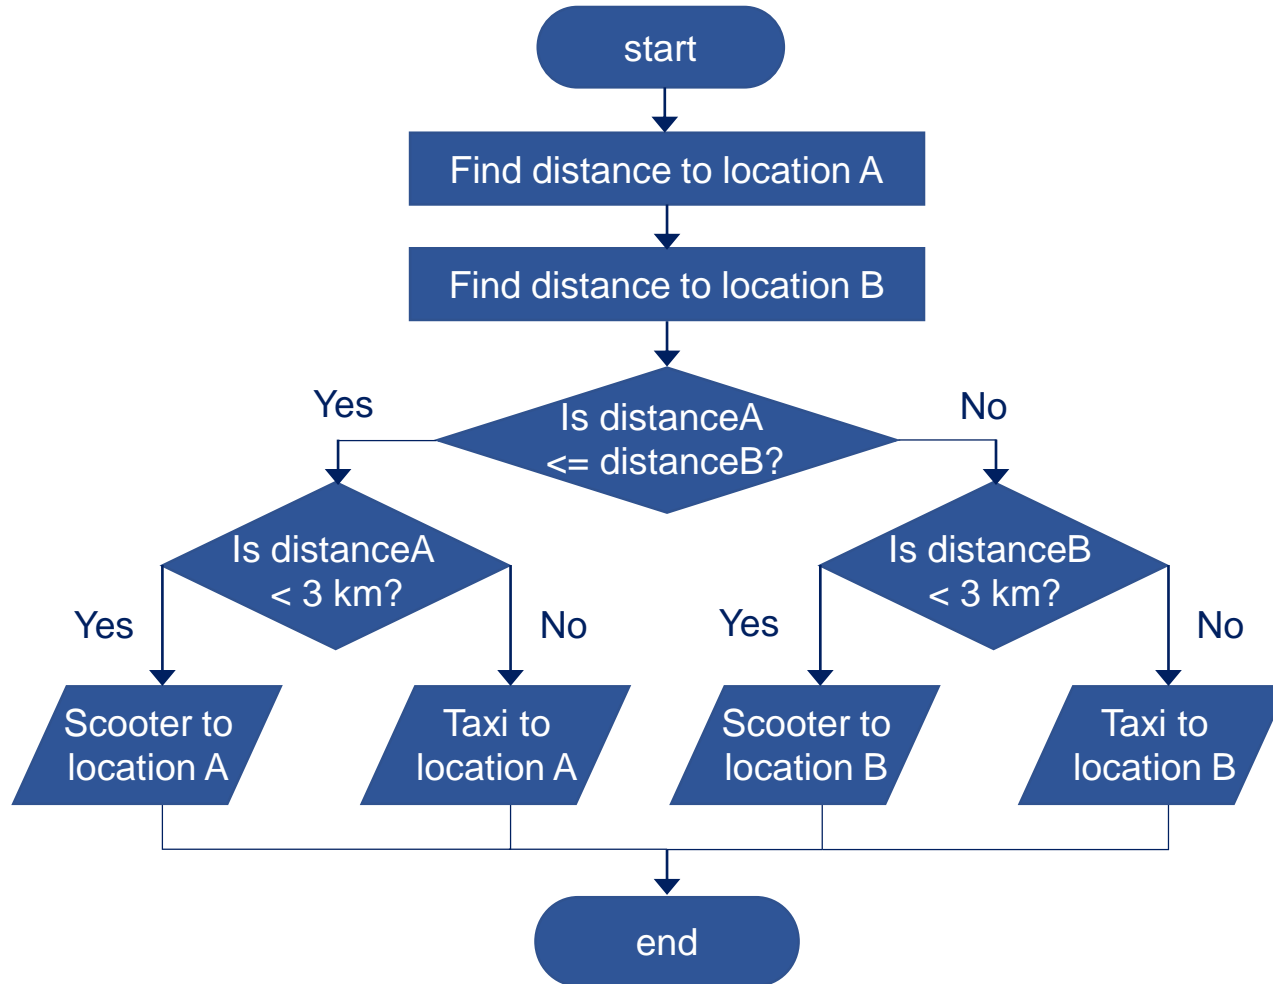 start
Find distance to location A
Find distance to location B
Is distanceA
<= distanceB?
Yes
No
Is distanceA
< 3 km?
Is distanceB
< 3 km?
Yes
No
Yes
No
Scooter to
location A
Taxi to
location A
Scooter to
location B
Taxi to
location B
end